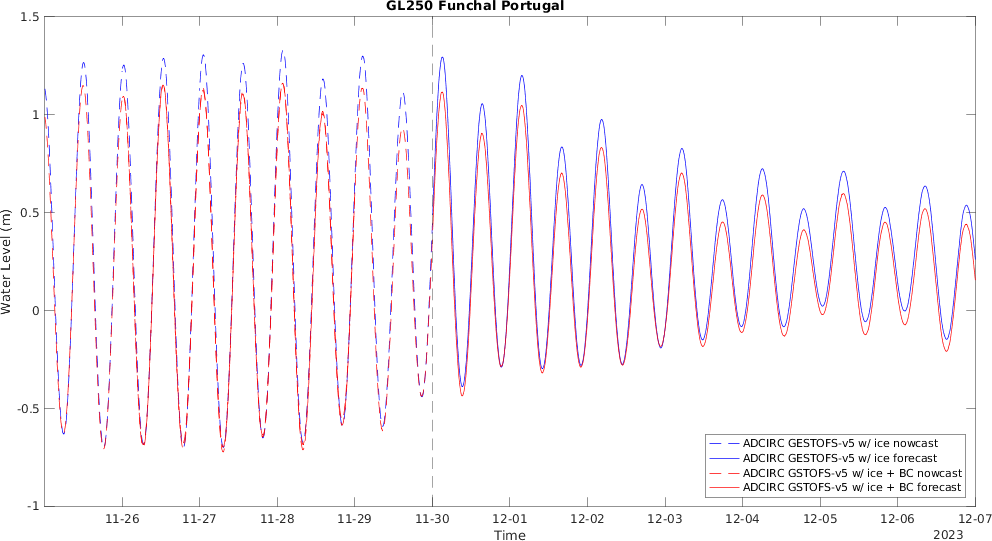 GL250 Funchal Portugal
1.5
1
0.5
0
-0.5
-1
Water Level (m)
ADCIRC GESTOFS-v5 w/ ice nowcast
ADCIRC GESTOFS-v5 w/ ice forecast
ADCIRC GSTOFS-v5 w/ ice + BC nowcast
ADCIRC GSTOFS-v5 w/ ice + BC forecast
11-26 11-27 11-28 11-29 11-30 12-01 12-02 12-03 12-04 12-05 12-06 12-07
Time
2023